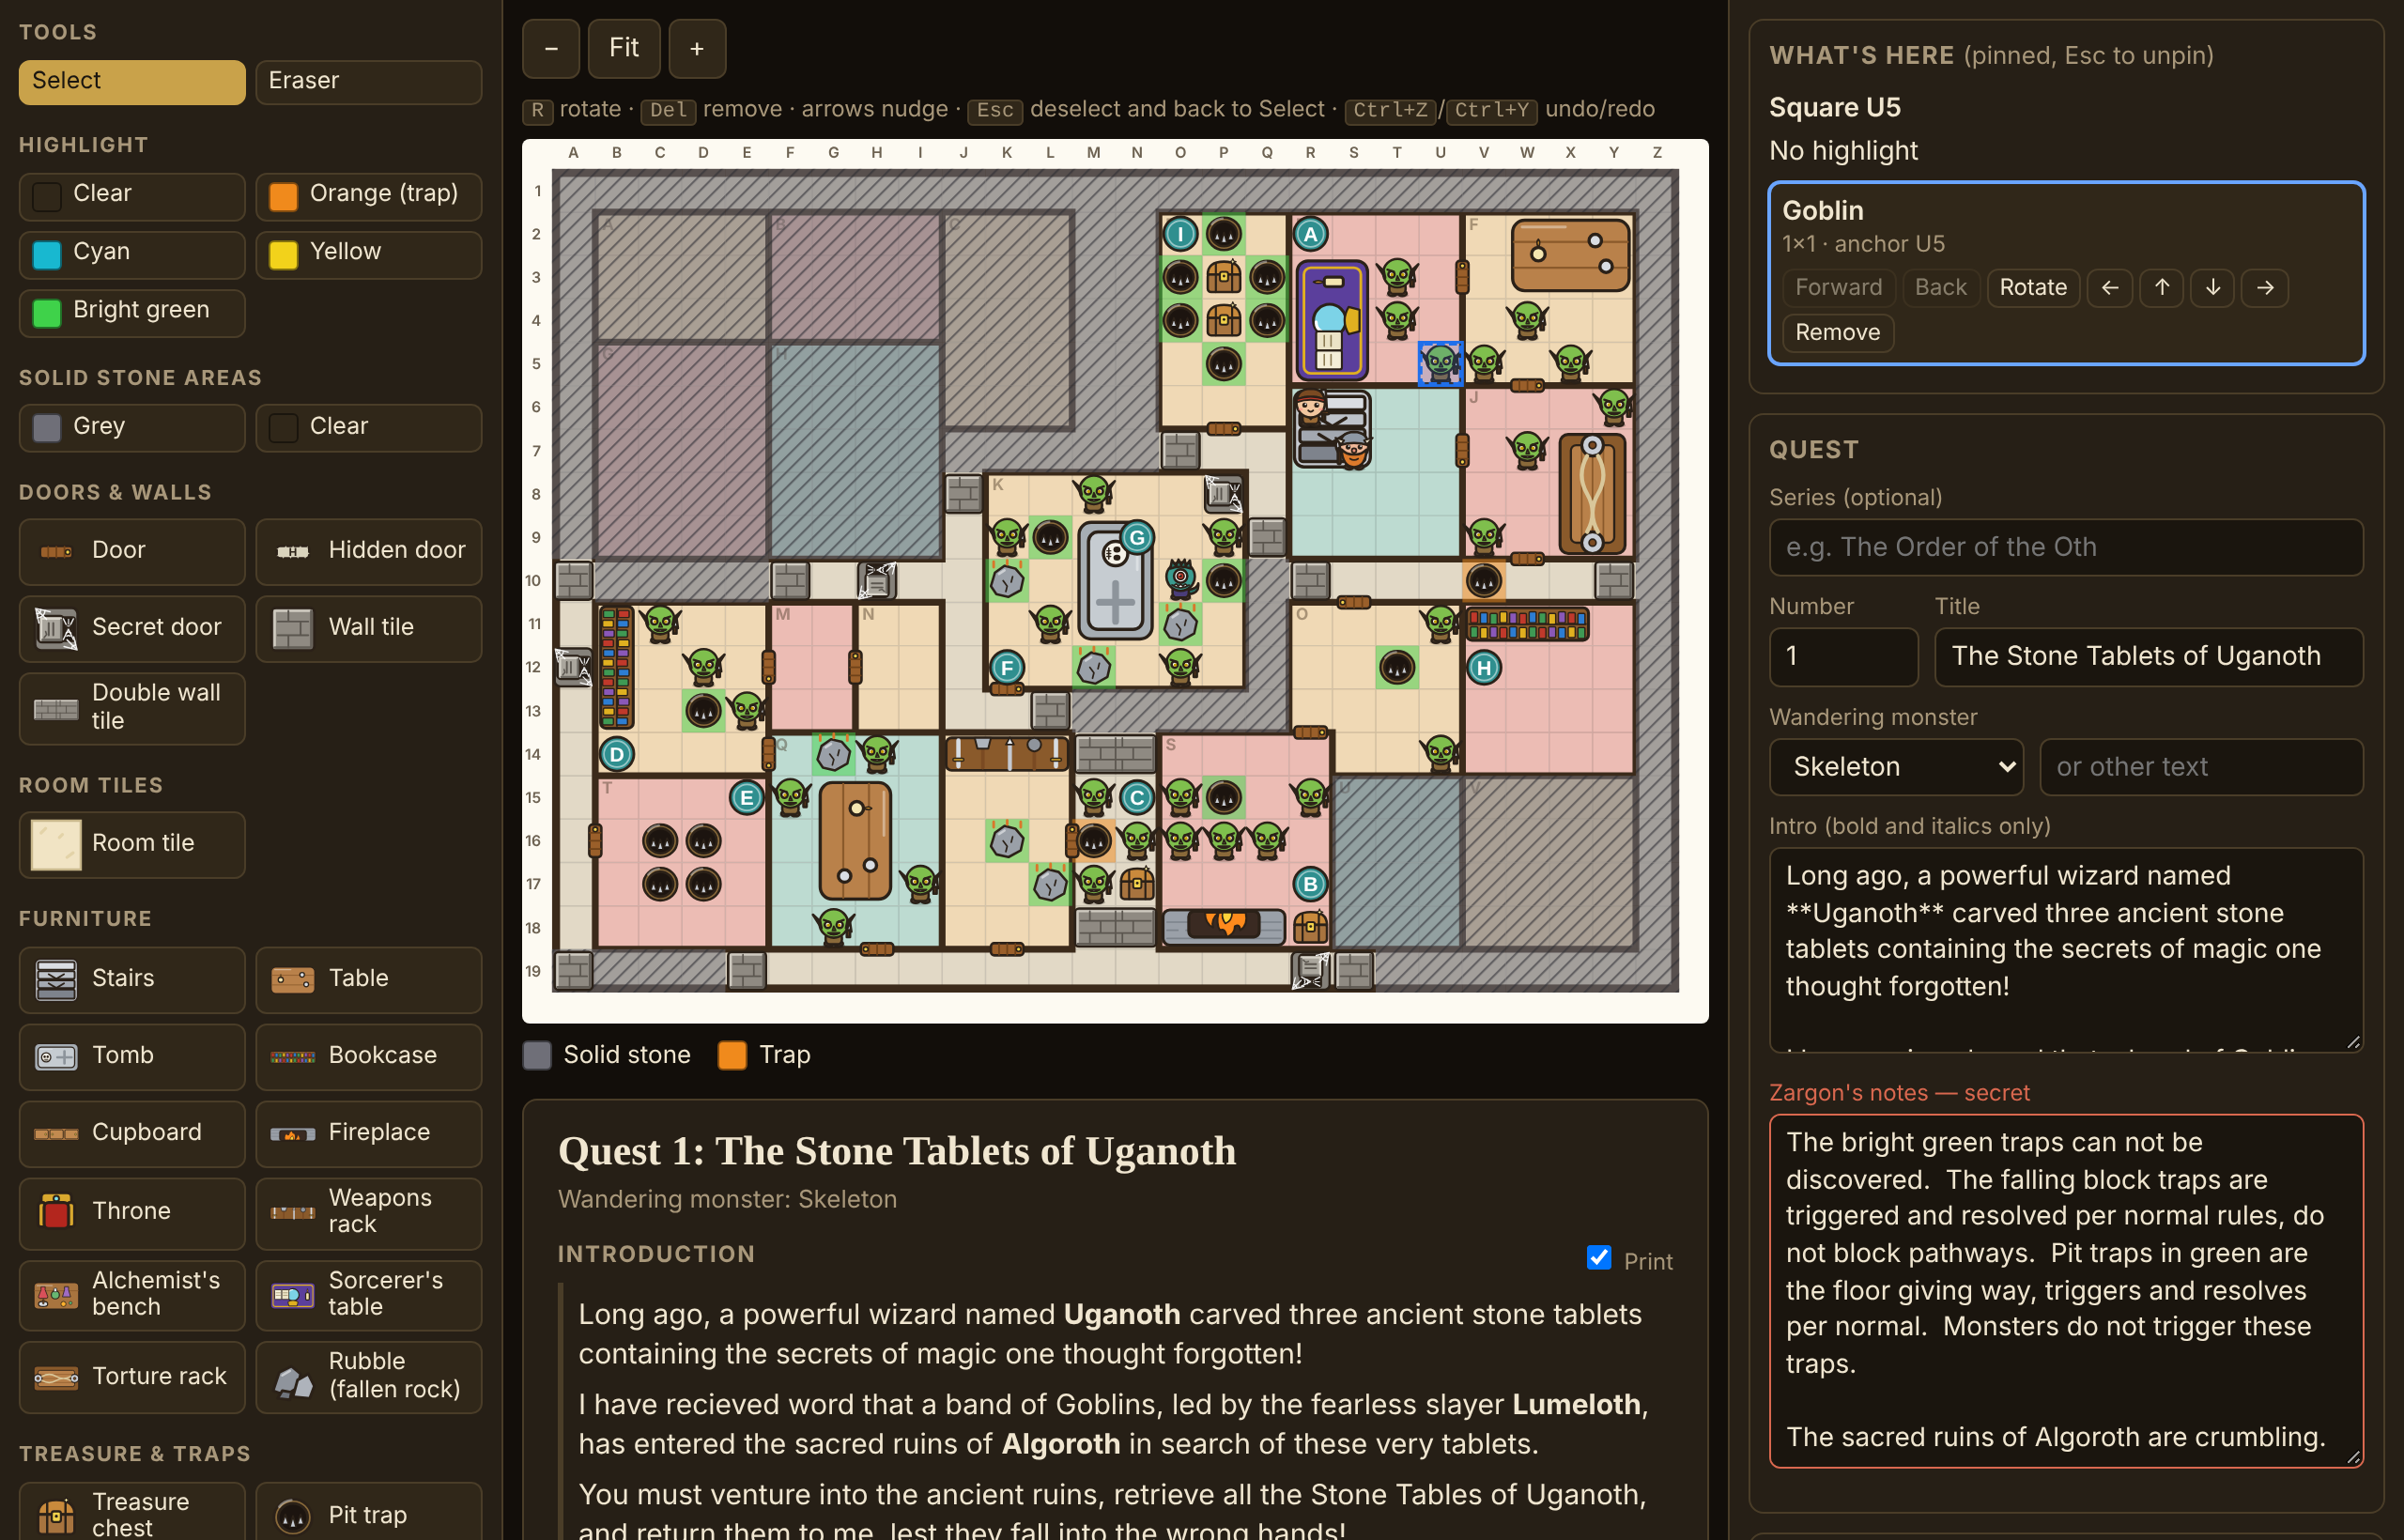 TOOLS
Select
Eraser
HIGHLIGHT
Clear
Orange (trap)
Cyan
Yellow
Bright green
SOLID STONE AREAS
Grey
Clear
DOORS & WALLS
Door
Hidden door
Secret door
Wall tile
Double wall
tile
ROOM TILES
Room tile
FURNITURE
Stairs
Table
Tomb
Bookcase
Cupboard
Fireplace
Throne
Weapons
rack
Alchemist's
bench
Sorcerer's
table
Torture rack
Rubble
(fallen rock)
TREASURE & TRAPS
Treasure
chest
Pit trap
−
Fit
+
R rotate · Del remove · arrows nudge · Esc deselect and back to Select · Ctrl+Z/Ctrl+Y undo/redo
A B C D E F G H I J K L M N O P Q R S T U V W X Y Z
1
2 I A F
3
4
5
6 J
7
8 K
9 G
10
11 M N O
12 F H
13
14 D Q S
15 T E C
16
17 B
18
19
Solid stone
Trap
Quest 1: The Stone Tablets of Uganoth
Wandering monster: Skeleton
INTRODUCTION
Print
Long ago, a powerful wizard named Uganoth carved three ancient stone tablets
containing the secrets of magic one thought forgotten!
I have recieved word that a band of Goblins, led by the fearless slayer Lumeloth,
has entered the sacred ruins of Algoroth in search of these very tablets.
You must venture into the ancient ruins, retrieve all the Stone Tables of Uganoth,
and return them to me, lest they fall into the wrong hands!
WHAT'S HERE (pinned, Esc to unpin)
Square U5
No highlight
Goblin
1×1 · anchor U5
Forward
Back
Rotate
←
↑
↓
→
Remove
QUEST
Series (optional)
e.g. The Order of the Oth
Number
Title
1
The Stone Tablets of Uganoth
Wandering monster
Skeleton
or other text
Intro (bold and italics only)
Long ago, a powerful wizard named
**Uganoth** carved three ancient stone
tablets containing the secrets of magic one
thought forgotten!
Zargon's notes — secret
The bright green traps can not be
discovered.  The falling block traps are
triggered and resolved per normal rules, do
not block pathways.  Pit traps in green are
the floor giving way, triggers and resolves
per normal.  Monsters do not trigger these
traps.
The sacred ruins of Algoroth are crumbling.